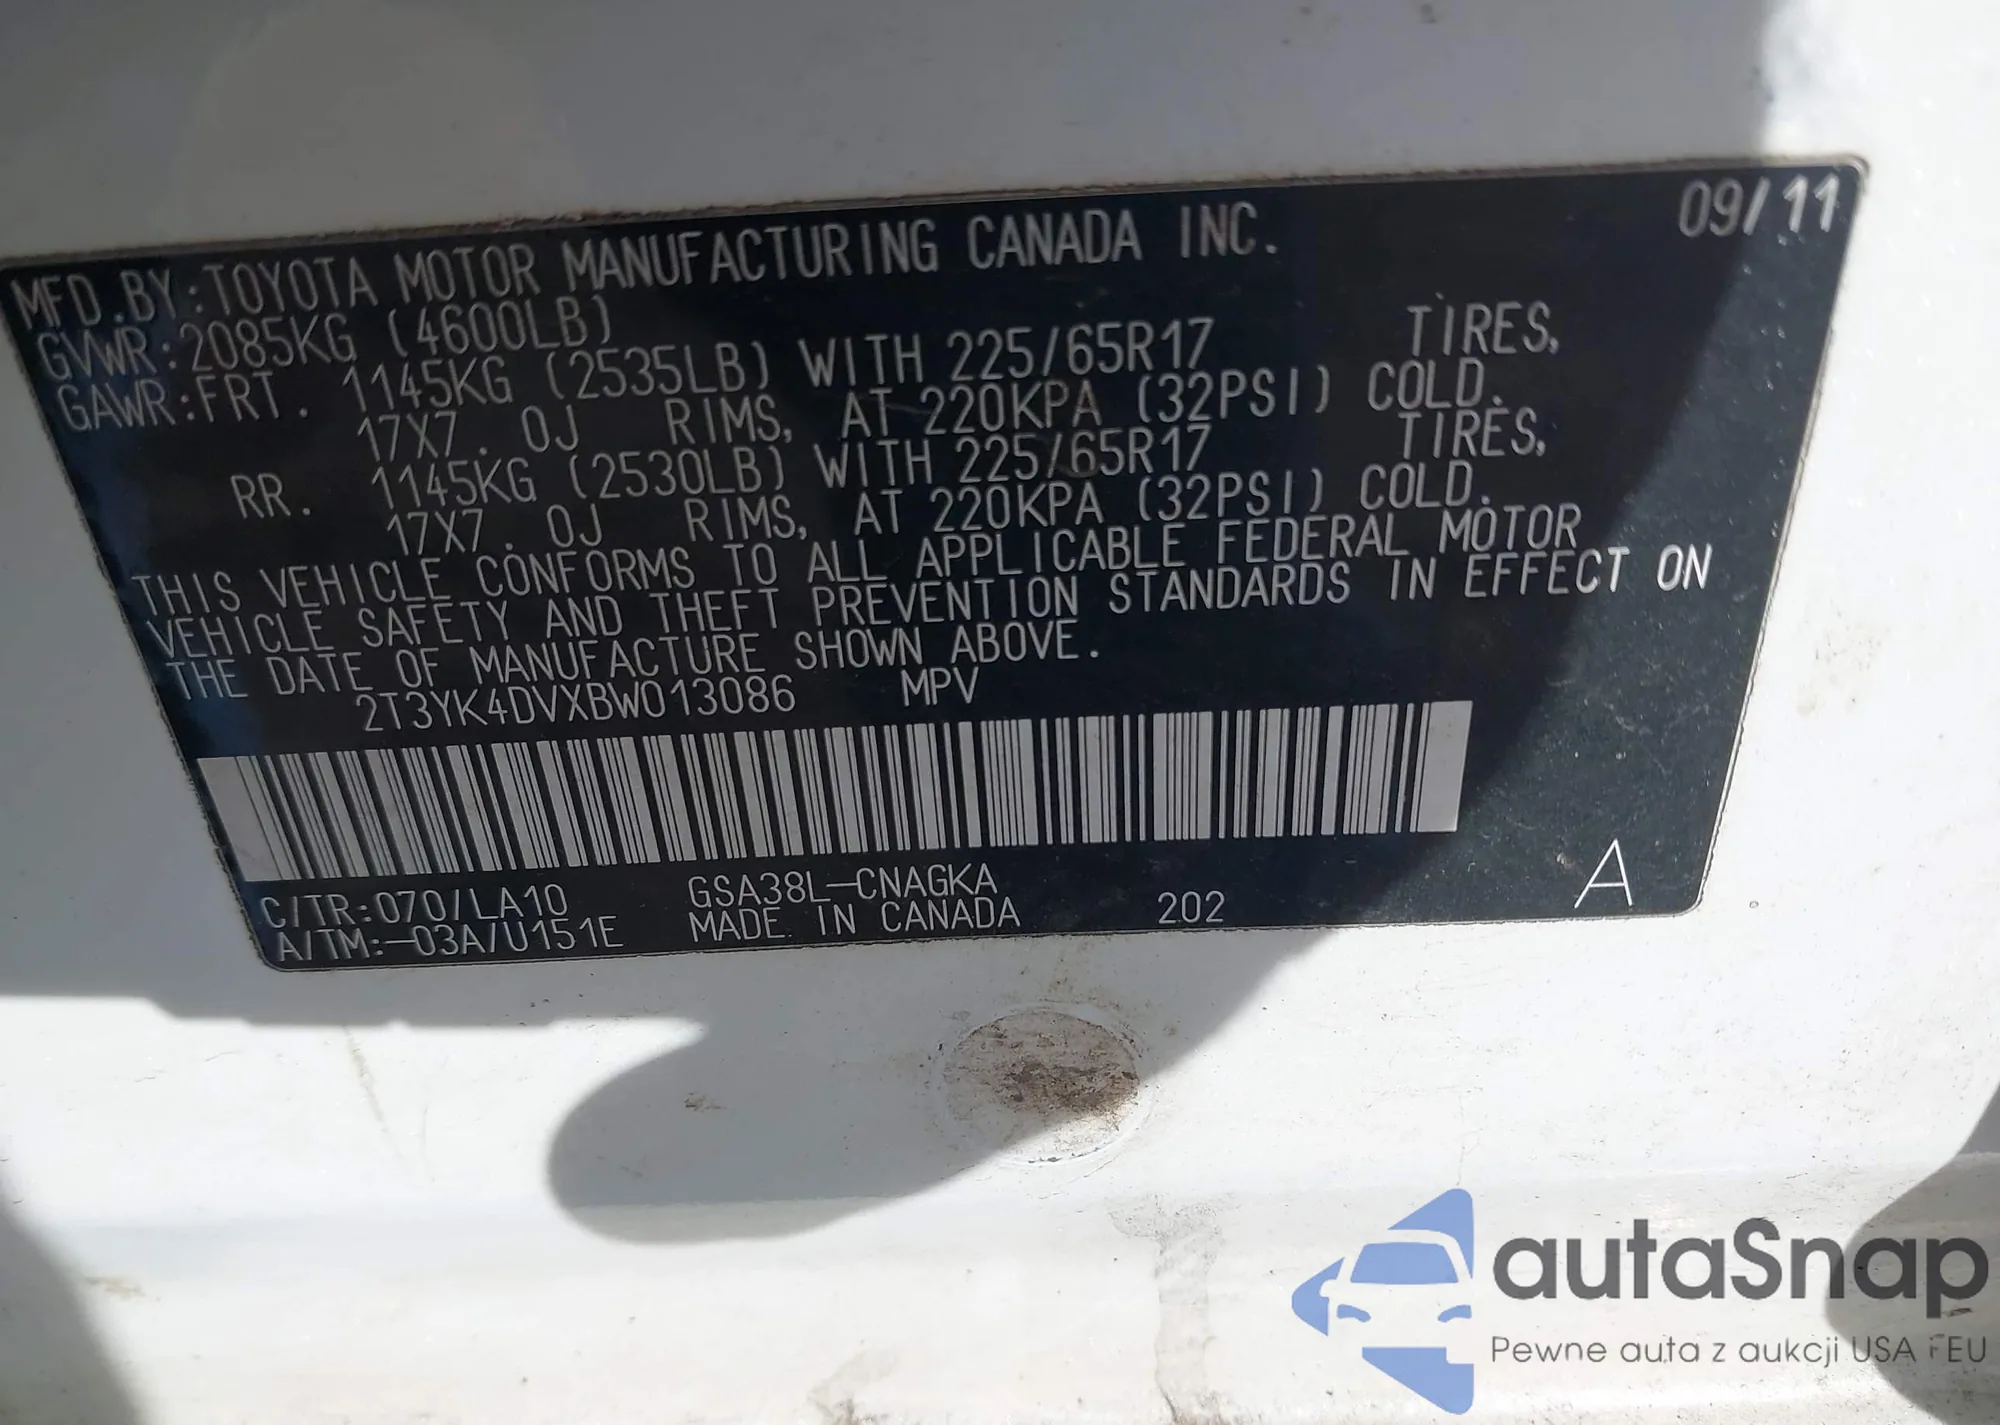 09/11
MFD.BY:TOYOTA MOTOR MANUFACTURING CANADA INC.
GVWR:2085KG (4600LB)
GAWR:FRT. 1145KG (2535LB) WITH 225/65R17 TIRES,
17X7.0J RIMS, AT 220KPA (32PSI) COLD.
RR. 1145KG (2530LB) WITH 225/65R17 TIRES,
17X7.0J RIMS, AT 220KPA (32PSI) COLD.
THIS VEHICLE CONFORMS TO ALL APPLICABLE FEDERAL MOTOR
VEHICLE SAFETY AND THEFT PREVENTION STANDARDS IN EFFECT ON
THE DATE OF MANUFACTURE SHOWN ABOVE.
2T3YK4DVXBW013086 MPV
C/TR:070/LA10 GSA38L-CNAGKA
A/TM:-03A/U151E MADE IN CANADA 202 A
autaSnap
Pewne auta z aukcji USA i EU